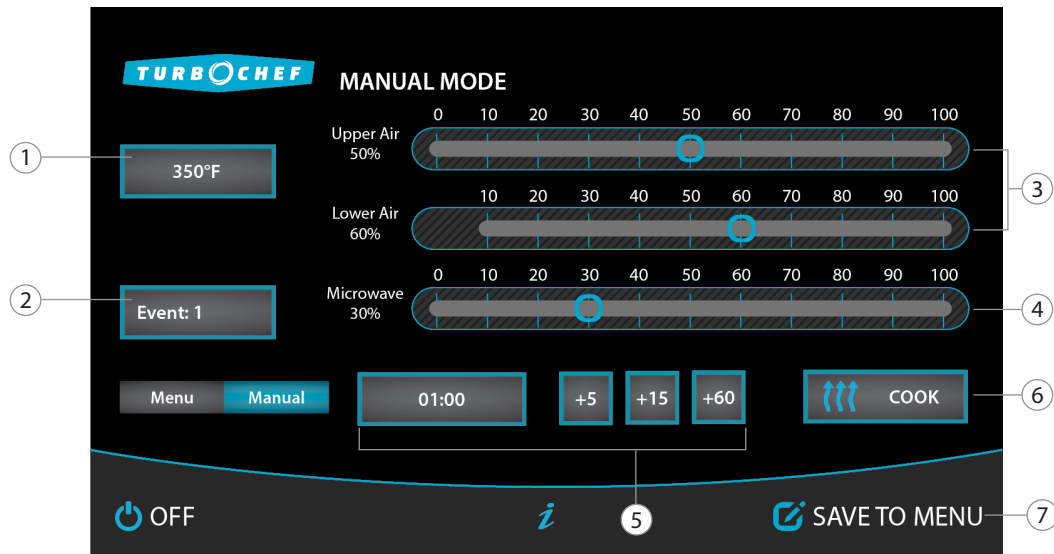 TURBOCHEF
MANUAL MODE
0 10 20 30 40 50 60 70 80 90 100
Upper Air
50%
1
350°F
3
10 20 30 40 50 60 70 80 90 100
Lower Air
60%
0 10 20 30 40 50 60 70 80 90 100
Microwave
30%
2
Event: 1
4
Menu Manual
01:00
+5 +15 +60
COOK
6
OFF
i
5
SAVE TO MENU
7